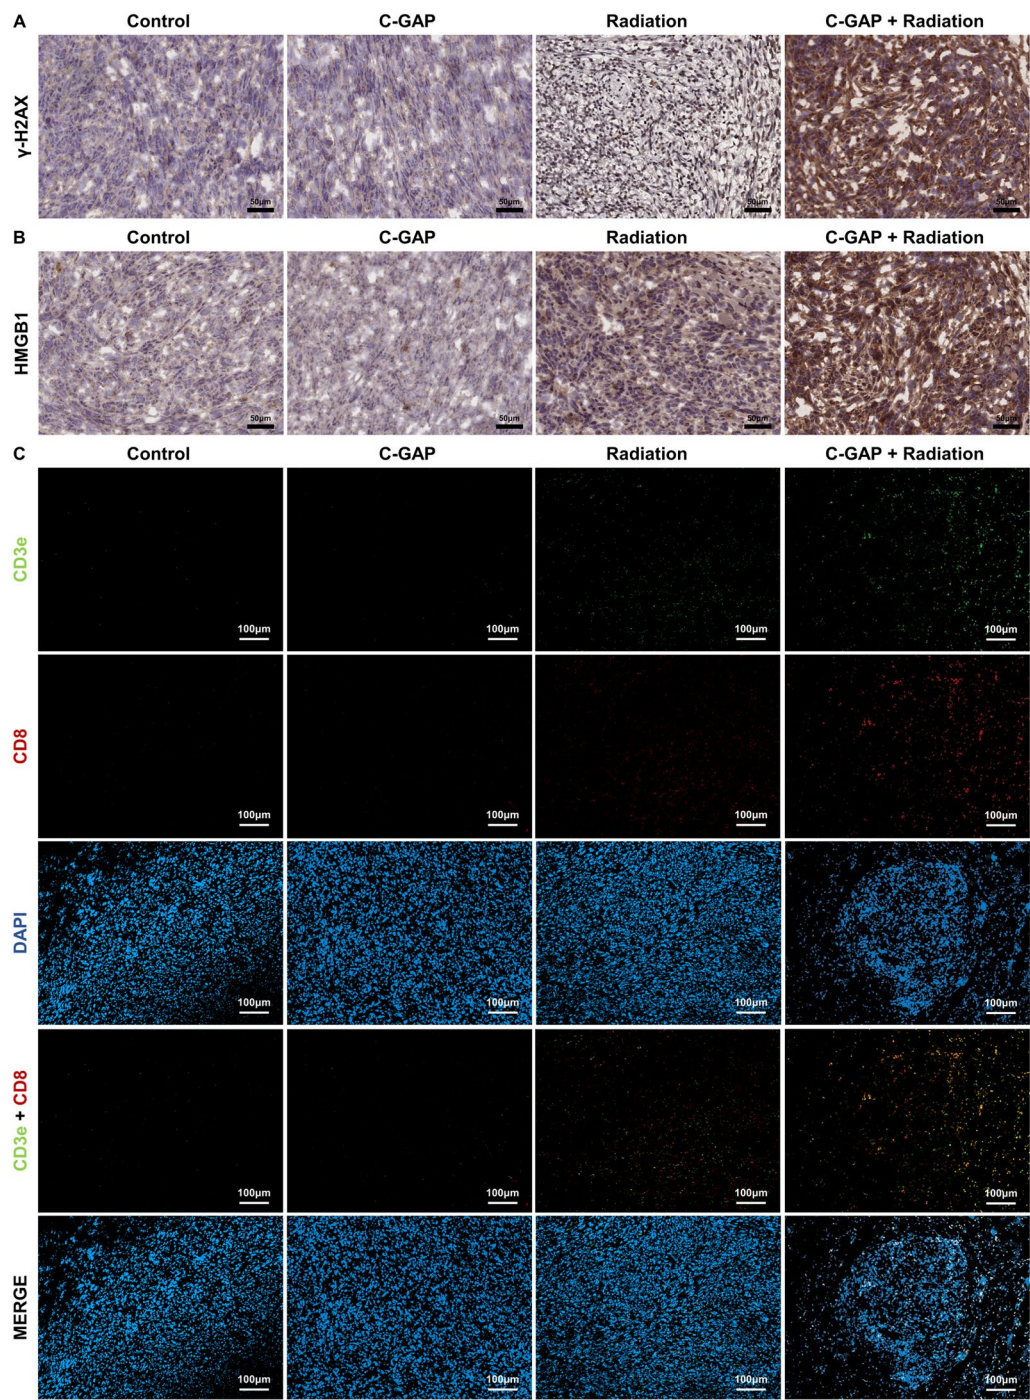 A Control C-GAP Radiation C-GAP + Radiation
γ-H2AX
50μm 50μm 50μm 50μm
B Control C-GAP Radiation C-GAP + Radiation
HMGB1
50μm 50μm 50μm 50μm
C Control C-GAP Radiation C-GAP + Radiation
CD3e
100μm 100μm 100μm 100μm
CD8
100μm 100μm 100μm 100μm
DAPI
100μm 100μm 100μm 100μm
CD3e + CD8
100μm 100μm 100μm 100μm
MERGE
100μm 100μm 100μm 100μm